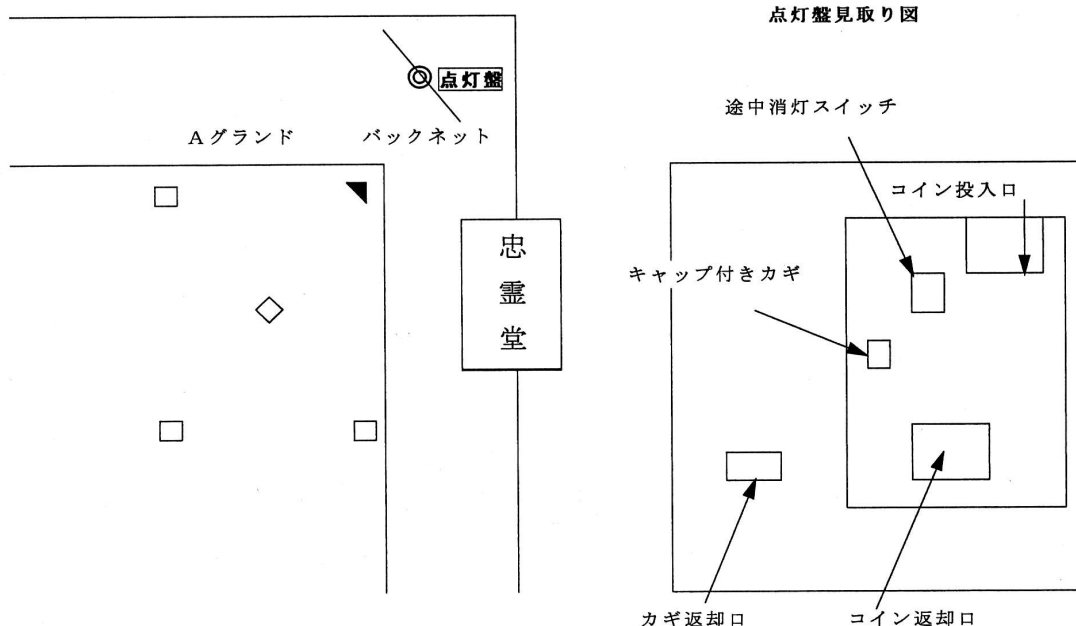 点灯盤見取り図
点灯盤
Aグランド
バックネット
忠霊堂
途中消灯スイッチ
コイン投入口
キャップ付きカギ
カギ返却口
コイン返却口